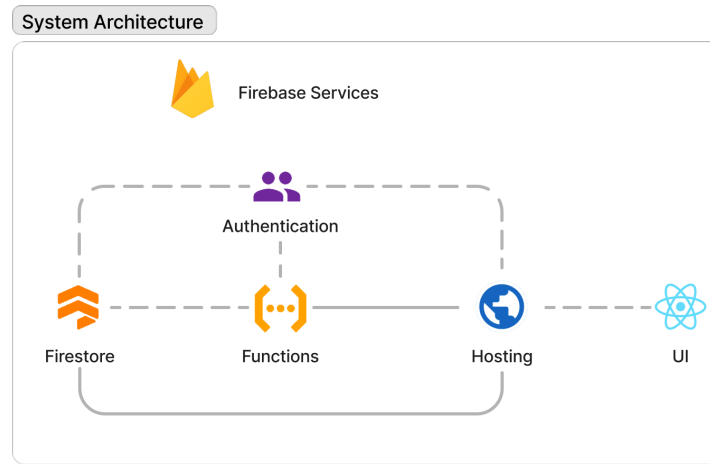 System Architecture
Firebase Services
Authentication
Firestore
Functions
Hosting
UI